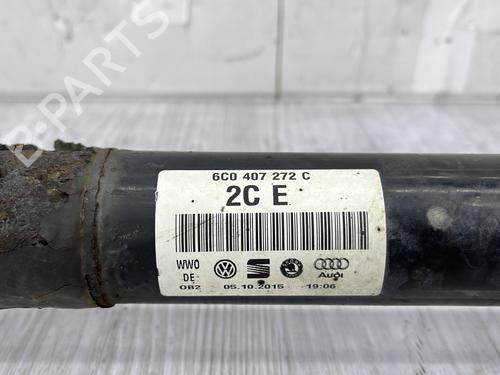 B-PARTS
6C0 407 272 C
2C E
WWO
DE
Audi
OB2 05.10.2015 19:06